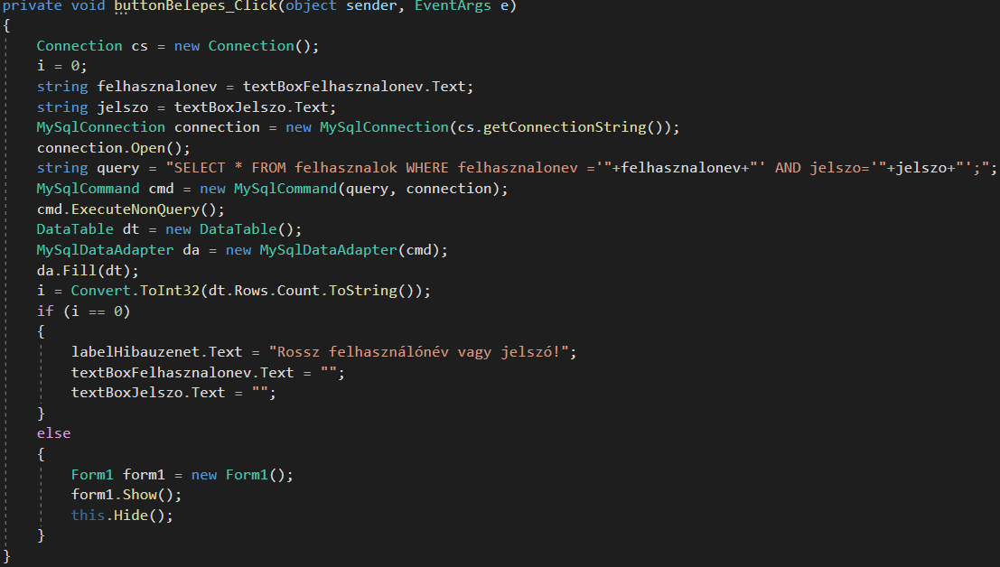 private void buttonBelepes_Click(object sender, EventArgs e)
{
Connection cs = new Connection();
i = 0;
string felhasznalonev = textBoxFelhasznalonev.Text;
string jelszo = textBoxJelszo.Text;
MySqlConnection connection = new MySqlConnection(cs.getConnectionString());
connection.Open();
string query = "SELECT * FROM felhasznalok WHERE felhasznalonev ='"+felhasznalonev+"' AND jelszo='"+jelszo+"';";
MySqlCommand cmd = new MySqlCommand(query, connection);
cmd.ExecuteNonQuery();
DataTable dt = new DataTable();
MySqlDataAdapter da = new MySqlDataAdapter(cmd);
da.Fill(dt);
i = Convert.ToInt32(dt.Rows.Count.ToString());
if (i == 0)
{
labelHibauzenet.Text = "Rossz felhasználónév vagy jelszó!";
textBoxFelhasznalonev.Text = "";
textBoxJelszo.Text = "";
}
else
{
Form1 form1 = new Form1();
form1.Show();
this.Hide();
}
}